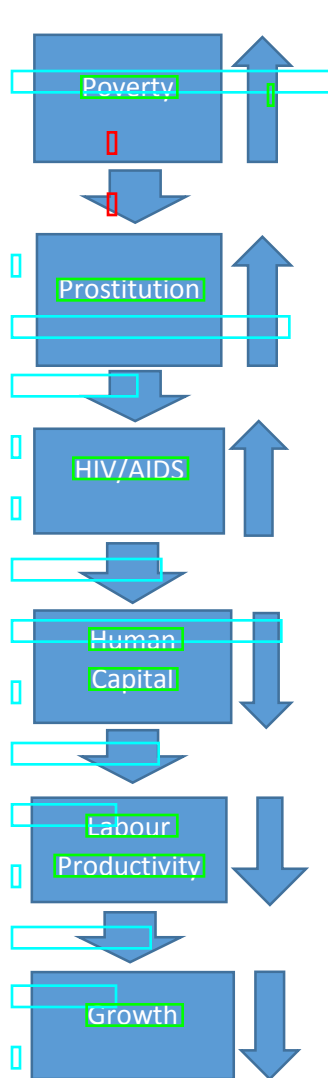 Poverty
Prostitution
HIV/AIDS
Human
Capital
Labour
Productivity
Growth